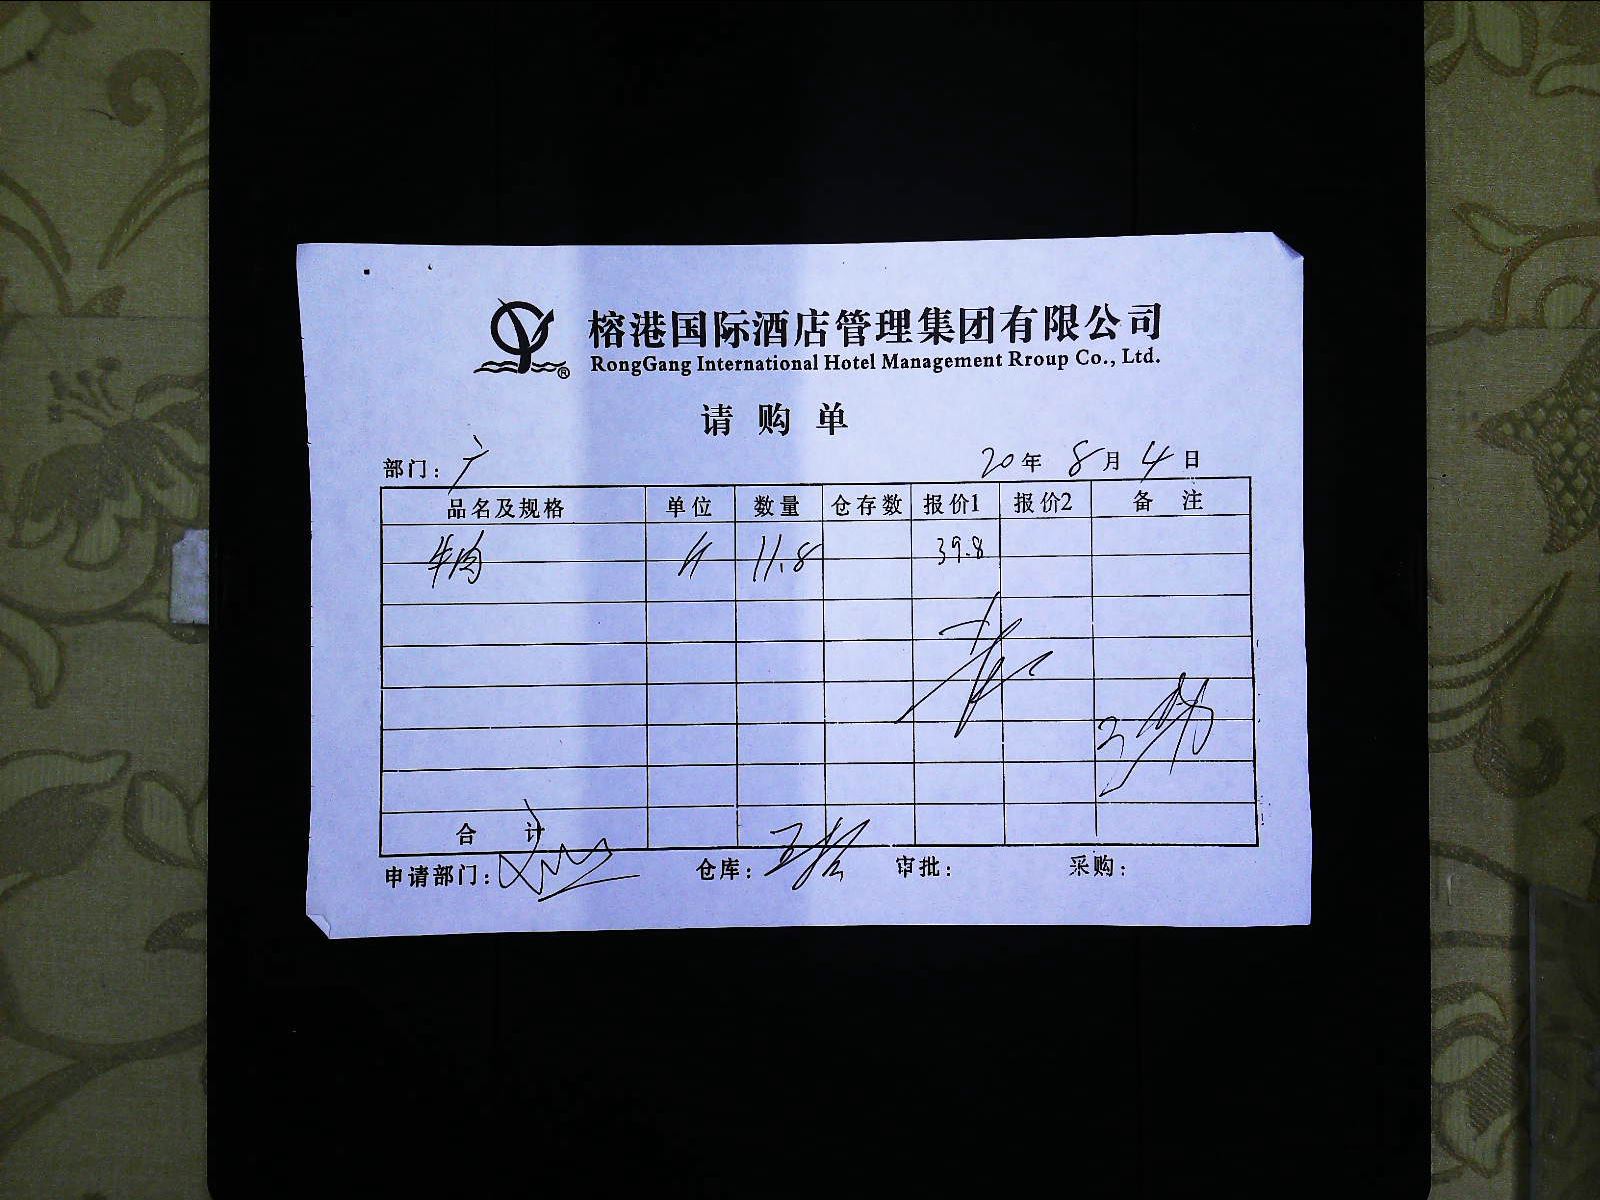 榕港国际酒店管理集团有限公司
®
RongGang International Hotel Management Rroup Co., Ltd.
请购单
部门: 广 20年 8月 4日
品名及规格 单位 数量 仓存数 报价1 报价2 备 注
牛肉 斤 11.8 39.8
合 计
申请部门: 仓库: 审批: 采购: